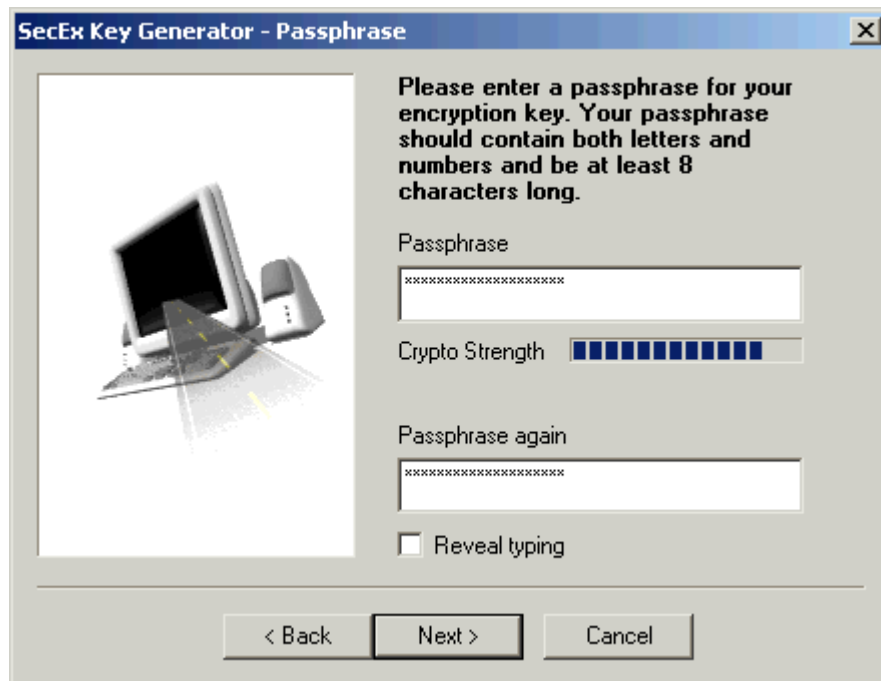 SecEx Key Generator - Passphrase
Please enter a passphrase for your
encryption key. Your passphrase
should contain both letters and
numbers and be at least 8
characters long.
Passphrase
********************
Crypto Strength
Passphrase again
********************
Reveal typing
< Back Next > Cancel